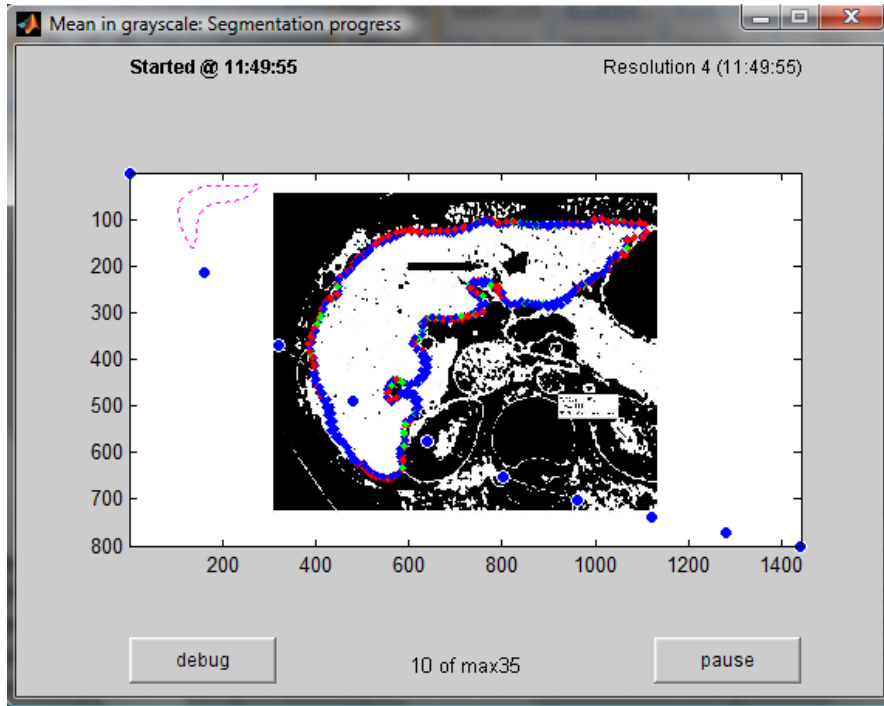 Mean in grayscale: Segmentation progress
Started @ 11:49:55
Resolution 4 (11:49:55)
100
200
300
400
500
600
700
800
200
400
600
800
1000
1200
1400
debug
10 of max35
pause